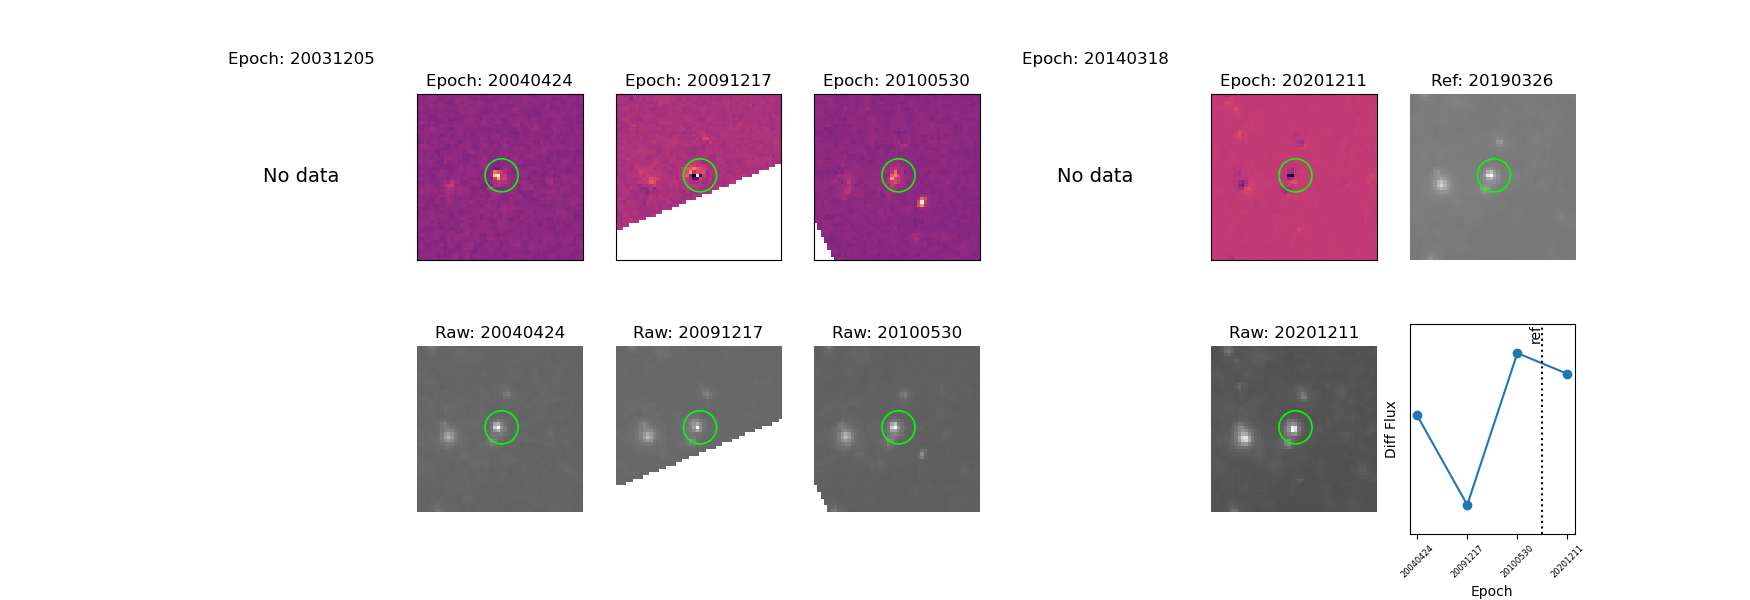 Epoch: 20031205
Epoch: 20040424
Epoch: 20091217
Epoch: 20100530
Epoch: 20140318
Epoch: 20201211
Ref: 20190326
No data
No data
Raw: 20040424
Raw: 20091217
Raw: 20100530
Raw: 20201211
ref
Diff Flux
20040424
20091217
20100530
20201211
Epoch